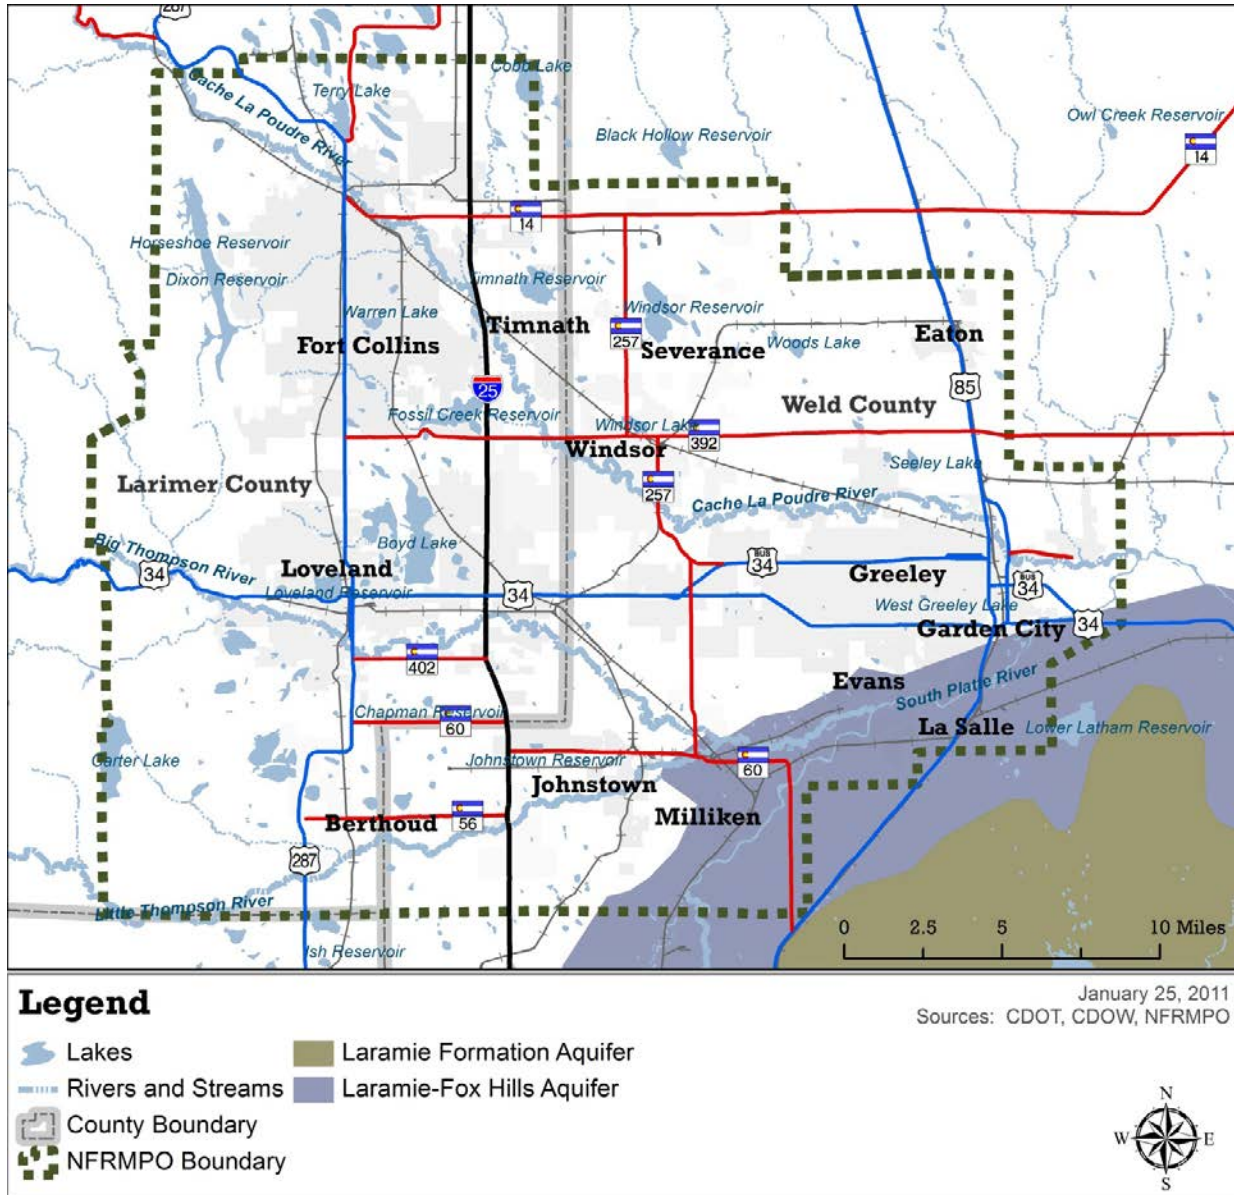 287
Cobb Lake
Terry Lake
Cache La Poudre River
Owl Creek Reservoir
Black Hollow Reservoir
14
14
Horseshoe Reservoir
Dixon Reservoir
Timnath Reservoir
Windsor Reservoir
Warren Lake
Timnath
257
Eaton
Fort Collins
Severance
Woods Lake
25
85
Weld County
Fossil Creek Reservoir
Windsor Lake
392
Windsor
Seeley Lake
Larimer County
257
Cache La Poudre River
Big Thompson River
Boyd Lake
34
Loveland
BUS
34
Greeley
Loveland Reservoir
34
BUS
34
West Greeley Lake
Garden City
34
402
Evans
South Platte River
Chapman Reservoir
60
La Salle
Lower Latham Reservoir
Carter Lake
Johnstown Reservoir
60
Johnstown
Berthoud
56
Milliken
287
Little Thompson River
Ish Reservoir
0 2.5 5 10 Miles
Legend
January 25, 2011
Sources: CDOT, CDOW, NFRMPO
Lakes
Laramie Formation Aquifer
Rivers and Streams
Laramie-Fox Hills Aquifer
County Boundary
NFRMPO Boundary
N
W
E
S